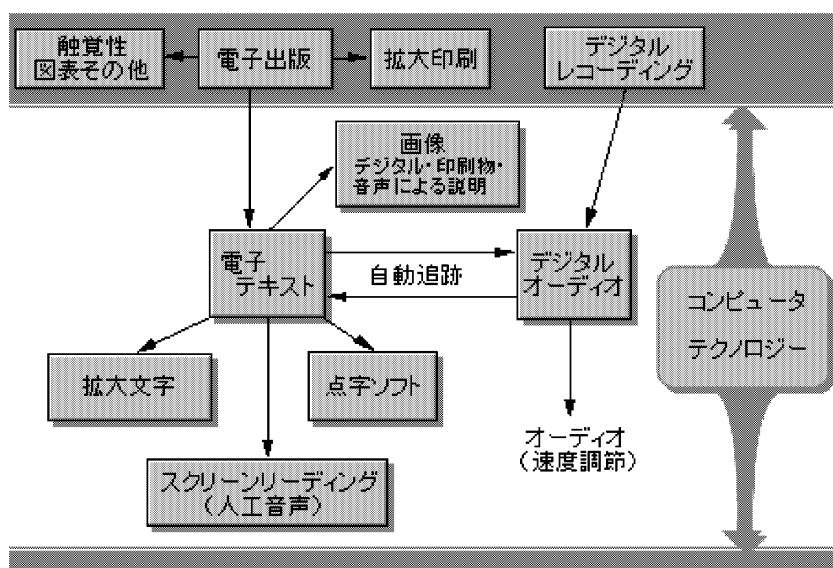 触覚性
図表その他
電子出版
拡大印刷
デジタル
レコーディング
画像
デジタル・印刷物・
音声による説明
電子
テキスト
自動追跡
デジタル
オーディオ
コンピュータ
テクノロジー
拡大文字
点字ソフト
オーディオ
(速度調節)
スクリーンリーディング
(人工音声)